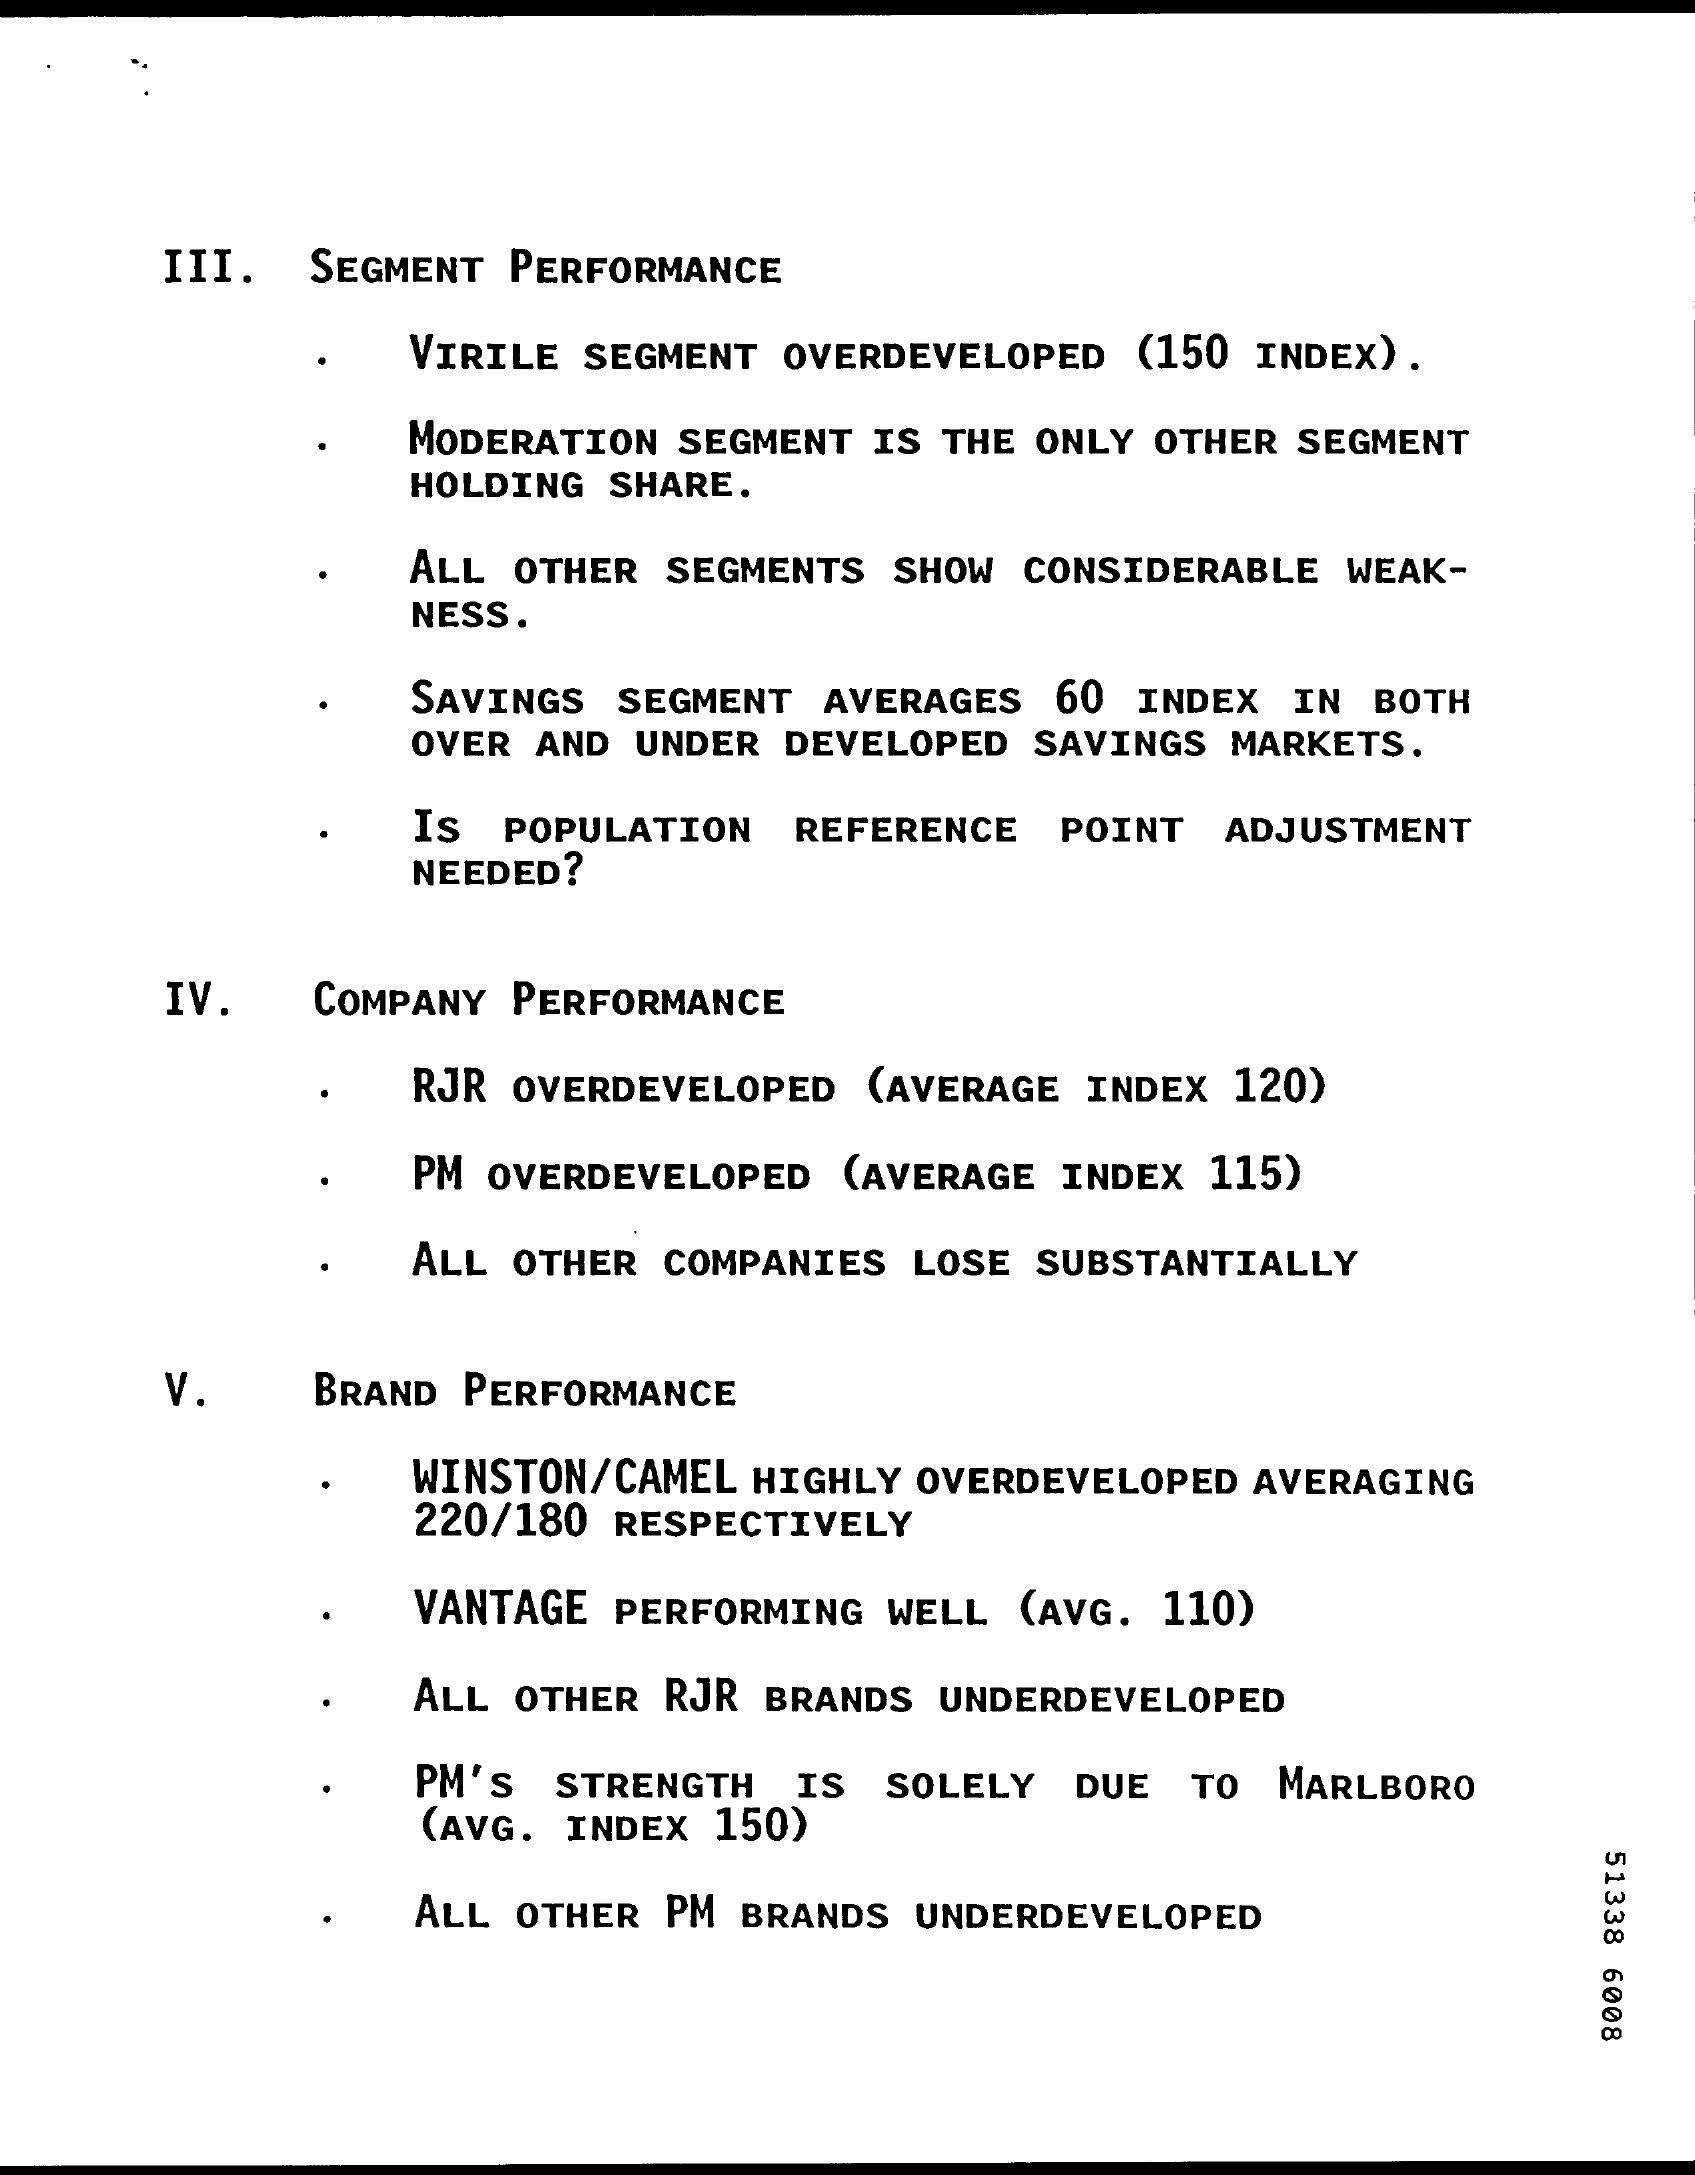 III. Segment Performance
. Virile segment overdeveloped (150 index).
. Moderation segment is the only other segment
holding share.
. All other segments show considerable weak-
ness.
. Savings segment averages 60 index in both
over and under developed savings markets.
. Is population reference point adjustment
needed?
IV. Company Performance
. RJR overdeveloped (average index 120)
. PM overdeveloped (average index 115)
. All other companies lose substantially
V. Brand Performance
. WINSTON/CAMEL highly overdeveloped averaging
220/180 respectively
. VANTAGE performing well (avg. 110)
. All other RJR brands underdeveloped
. PM's strength is solely due to Marlboro
(avg. index 150)
. All other PM brands underdeveloped
51338 6008